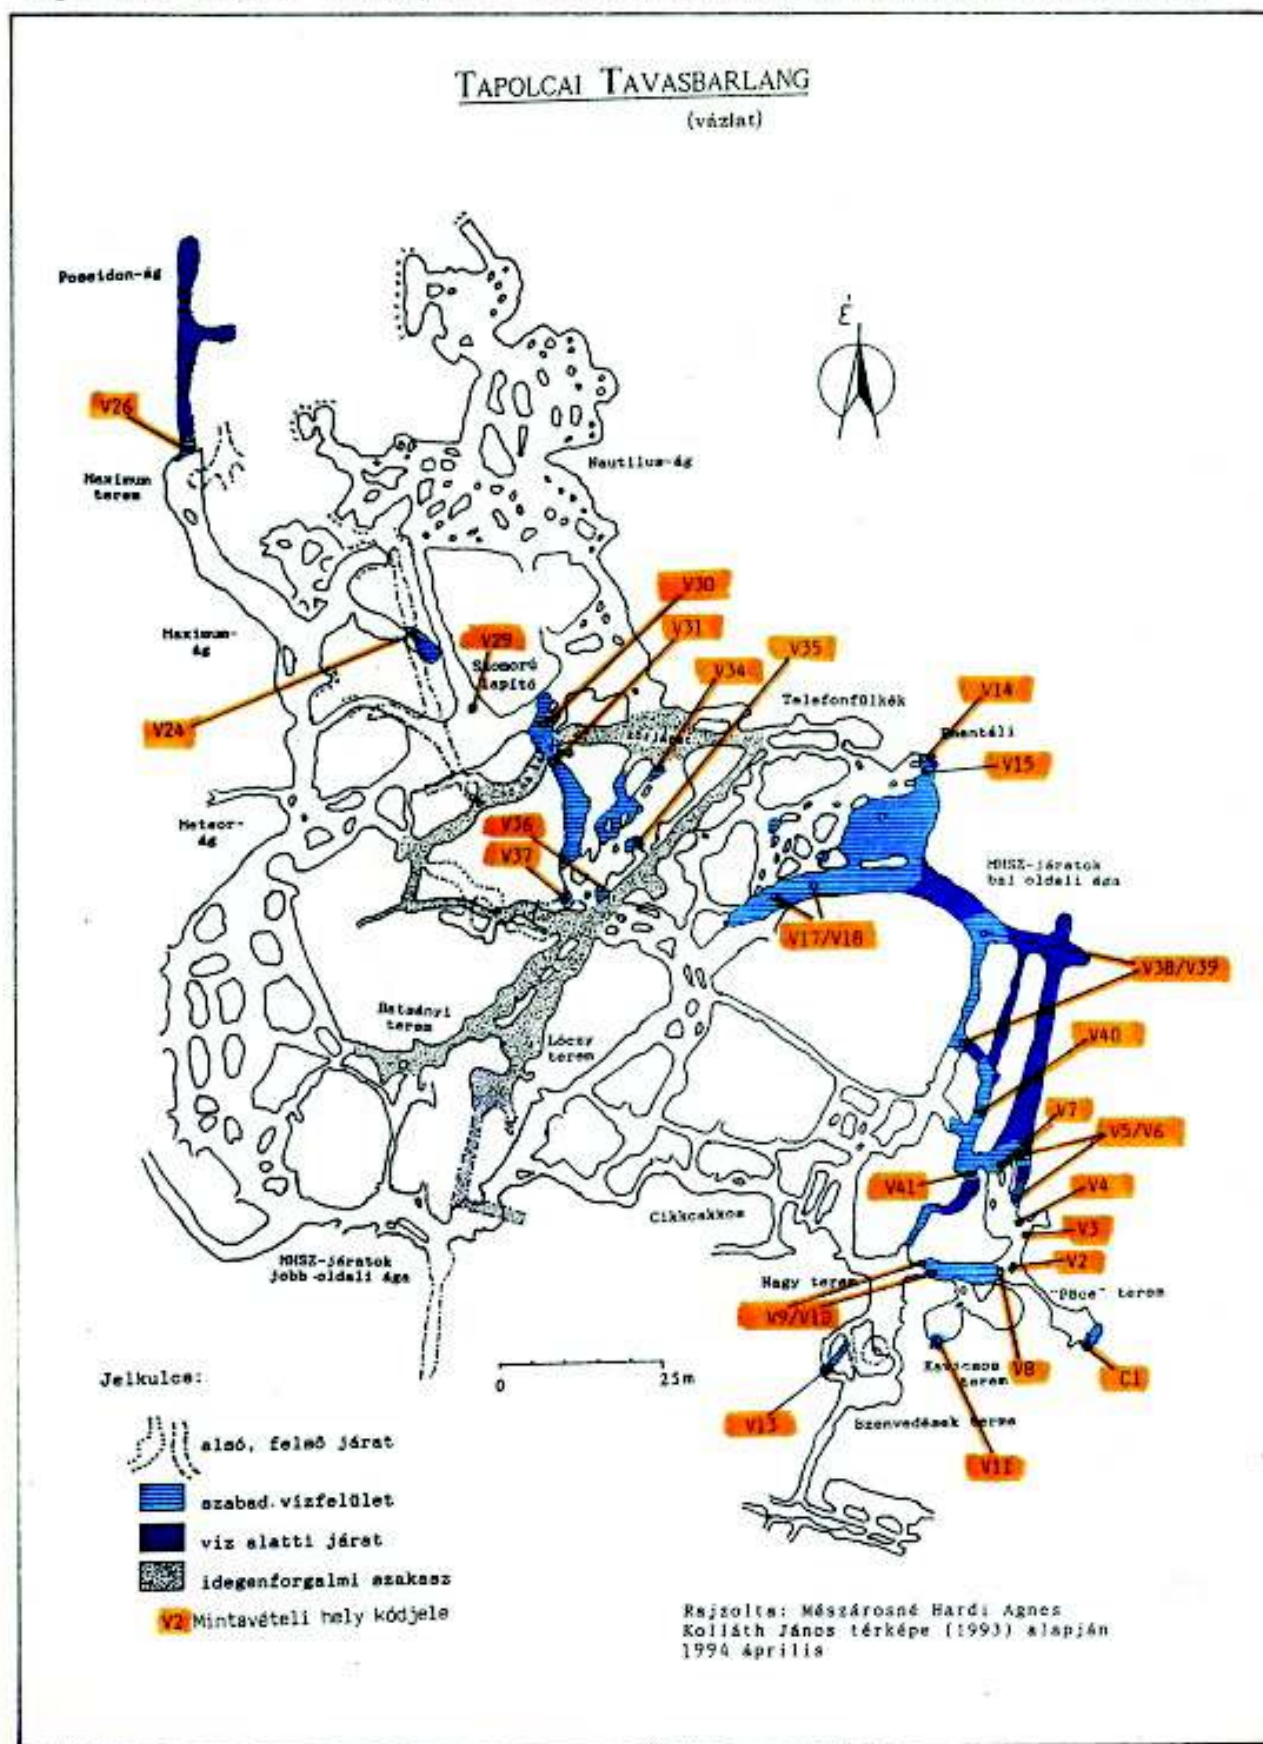 TAPOLCAI TAVASBARLANG
(vázlat)
Poseidon-ág
É
V26
Nautilus-ág
Maximum
terem
V30
V31
Maximum-
ág
V29
V35
Szomorú
lapító
V34
V14
Telefonfülkék
V24
Ementáli
V15
Meteor-
ág
V36
V37
MHSZ-járatok
bal oldali ága
V17/V18
V38/V39
Batsányi
terem
Lóczy
terem
V40
V7
V5/V6
V41
V4
Cikkcakkos
V3
MHSZ-járatok
jobb oldali ága
Nagy terem
V2
"Pöce" terem
V9/V10
Jelkulcs:
0
25m
Kavicsos
terem
V8
C1
V13
Szenvedések terme
V11
alsó, felső járat
szabad vízfelület
víz alatti járat
idegenforgalmi szakasz
V2 Mintavételi hely kódjele
Rajzolta: Mészárosné Hardi Ágnes
Kolláth János térképe (1993) alapján
1994 április